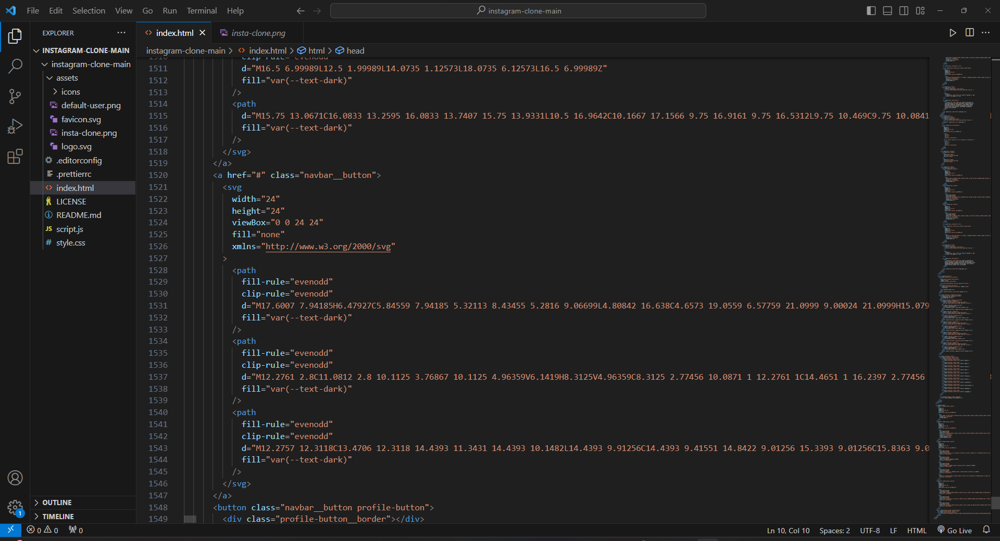 File Edit Selection View Go Run Terminal Help
instagram-clone-main
EXPLORER
index.html
insta-clone.png
INSTAGRAM-CLONE-MAIN
instagram-clone-main
assets
icons
default-user.png
favicon.svg
insta-clone.png
logo.svg
.editorconfig
.prettierrc
index.html
LICENSE
README.md
JS script.js
# style.css
OUTLINE
TIMELINE
instagram-clone-main > index.html > html > head
1510 clip-rule="evenodd"
1511 d="M16.5 6.99989L12.5 1.99989L14.0735 1.12573L18.0735 6.12573L16.5 6.99989Z"
1512 fill="var(--text-dark)"
1513 />
1514 <path
1515 d="M15.75 13.0671C16.0833 13.2595 16.0833 13.7407 15.75 13.9331L10.5 16.9642C10.1667 17.1566 9.75 16.9161 9.75 16.5312L9.75 10.469C9.75 10.0841
1516 fill="var(--text-dark)"
1517 />
1518 </svg>
1519 </a>
1520 <a href="#" class="navbar__button">
1521 <svg
1522 width="24"
1523 height="24"
1524 viewBox="0 0 24 24"
1525 fill="none"
1526 xmlns="http://www.w3.org/2000/svg"
1527 >
1528 <path
1529 fill-rule="evenodd"
1530 clip-rule="evenodd"
1531 d="M17.6007 7.94185H6.47927C5.84559 7.94185 5.32113 8.43455 5.2816 9.06699L4.80842 16.638C4.6573 19.0559 6.57759 21.0999 9.00024 21.0999H15.079
1532 fill="var(--text-dark)"
1533 />
1534 <path
1535 fill-rule="evenodd"
1536 clip-rule="evenodd"
1537 d="M12.2761 2.8C11.0812 2.8 10.1125 3.76867 10.1125 4.96359V6.1419H8.3125V4.96359C8.3125 2.77456 10.0871 1 12.2761 1C14.4651 1 16.2397 2.77456
1538 fill="var(--text-dark)"
1539 />
1540 <path
1541 fill-rule="evenodd"
1542 clip-rule="evenodd"
1543 d="M12.2757 12.3118C13.4706 12.3118 14.4393 11.3431 14.4393 10.1482L14.4393 9.91256C14.4393 9.41551 14.8422 9.01256 15.3393 9.01256C15.8363 9.0
1544 fill="var(--text-dark)"
1545 />
1546 </svg>
1547 </a>
1548 <button class="navbar__button profile-button">
1549 <div class="profile-button__border"></div>
1
0 0 0
Ln 10, Col 10 Spaces: 2 UTF-8 LF HTML Go Live